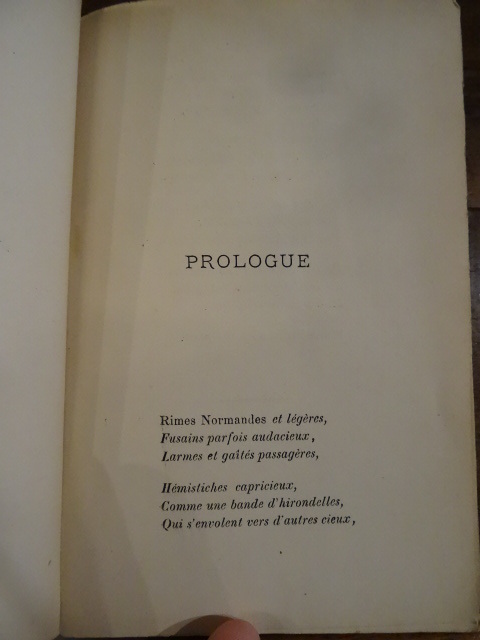 PROLOGUE
Rimes Normandes et légères,
Fusains parfois audacieux,
Larmes et gaîtés passagères,
Hémistiches capricieux,
Comme une bande d'hirondelles,
Qui s'envolent vers d'autres cieux,